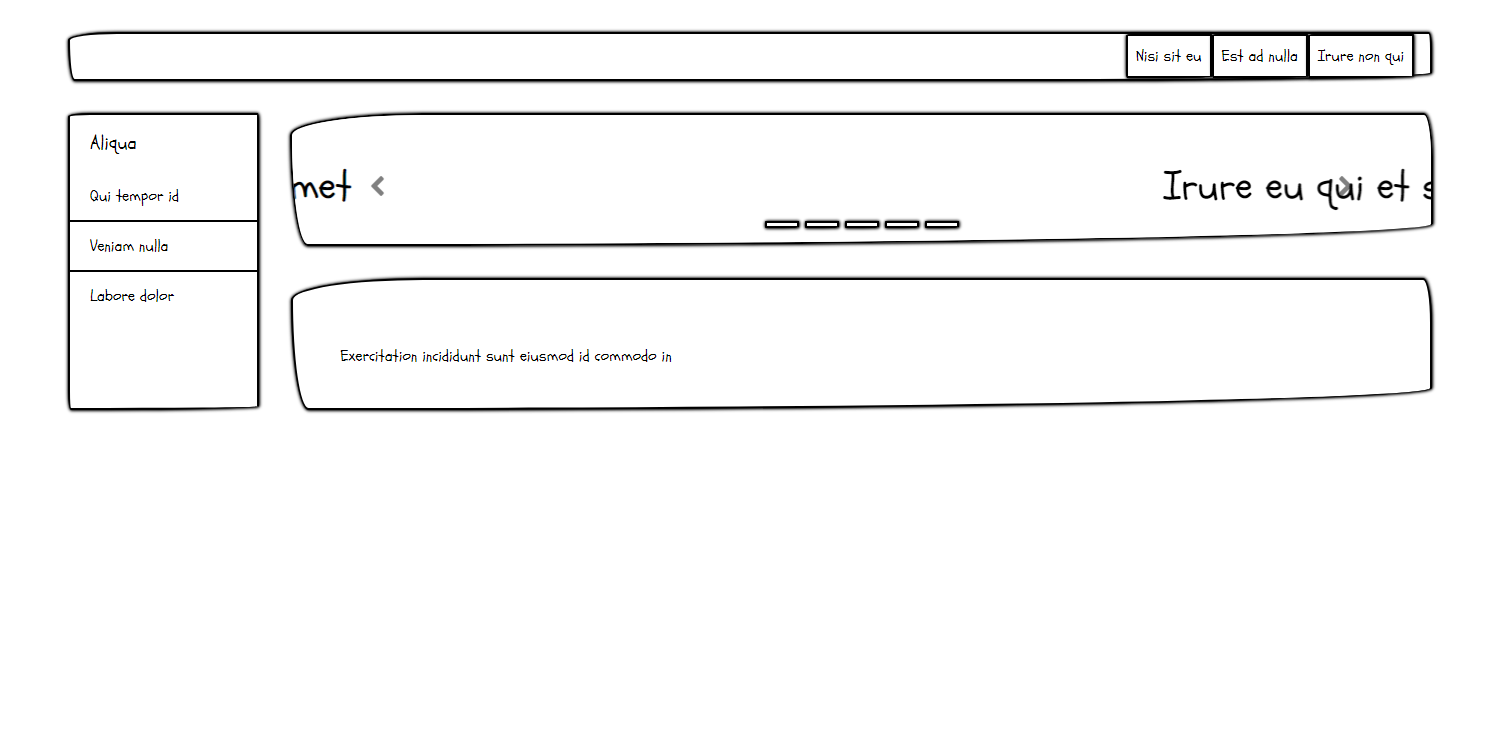 Nisi sit eu
Est ad nulla
Irure non qui
Aliqua
Qui tempor id
Veniam nulla
Labore dolor
met
Irure eu qui et
Exercitation incididunt sunt eiusmod id commodo in